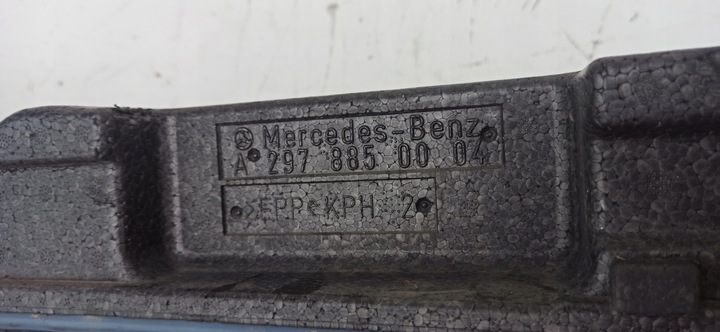 Mercedes-Benz
A 297 885 00 04
>EPP<KPH 2